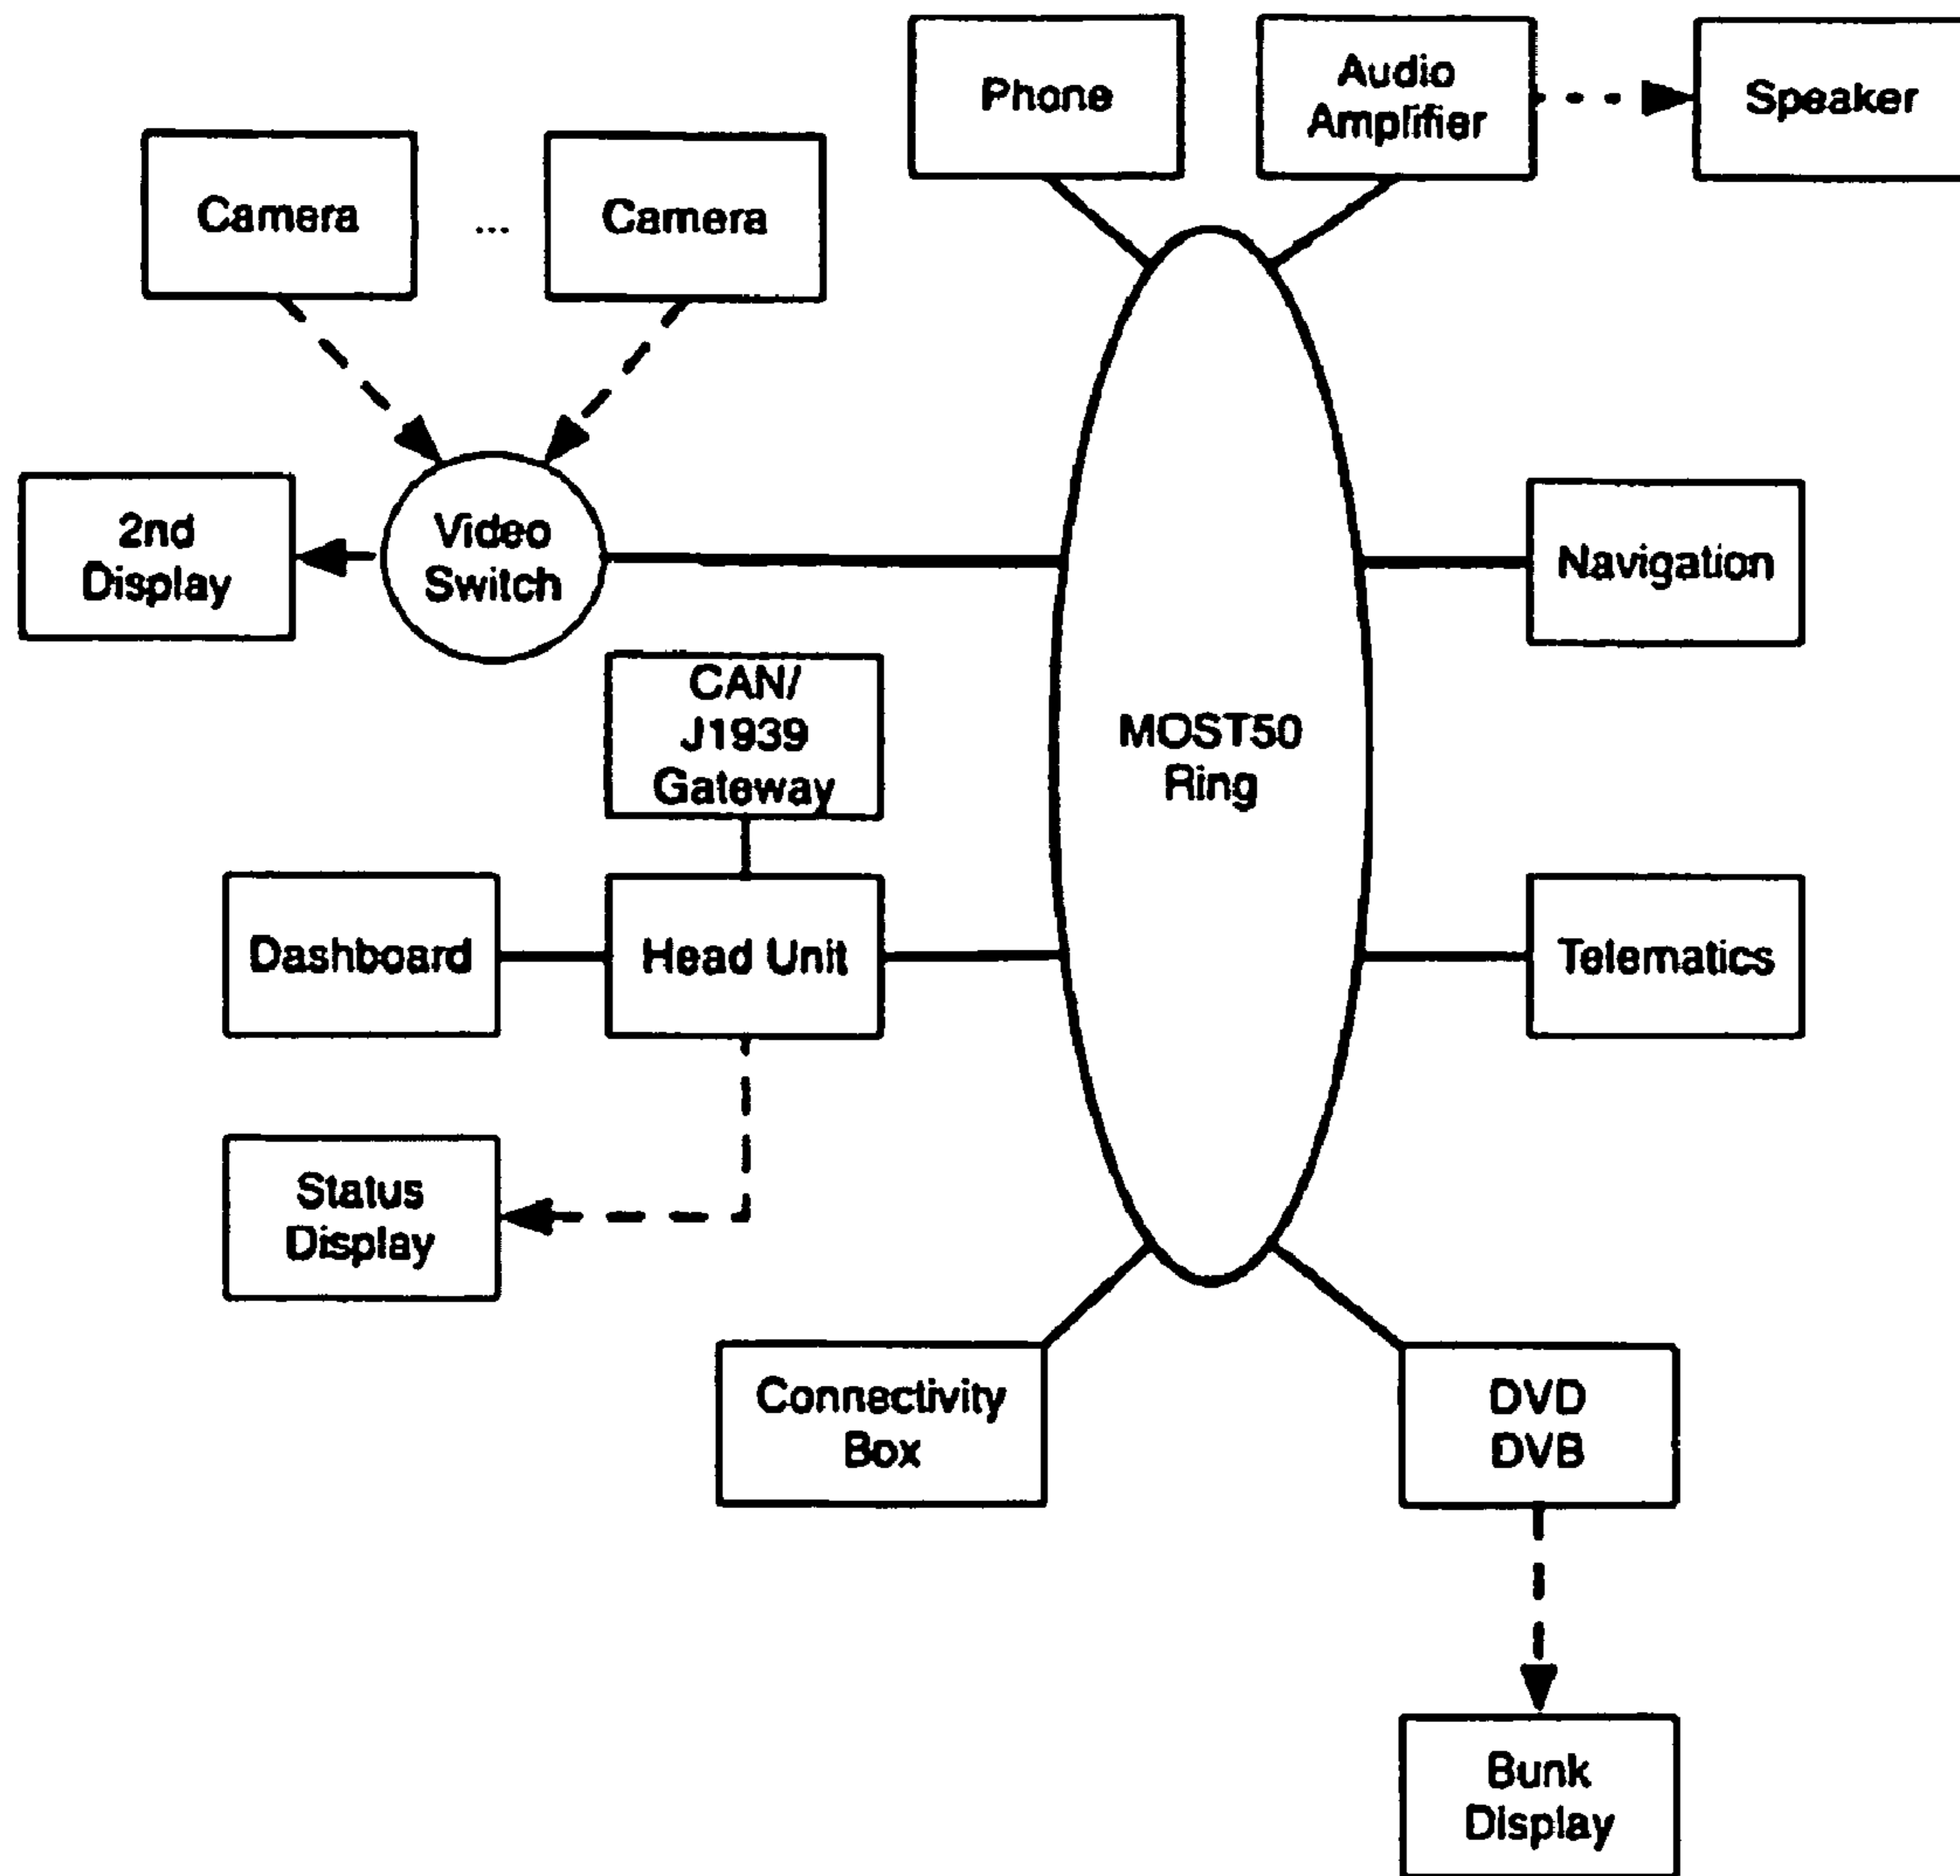 Phone
Audio
Amplifier
Speaker
Camera
...
Camera
2nd
Display
Video
Switch
Navigation
CAN/
J1939
Gateway
MOST50
Ring
Dashboard
Head Unit
Telematics
Status
Display
Connectivity
Box
DVD
DVB
Bunk
Display